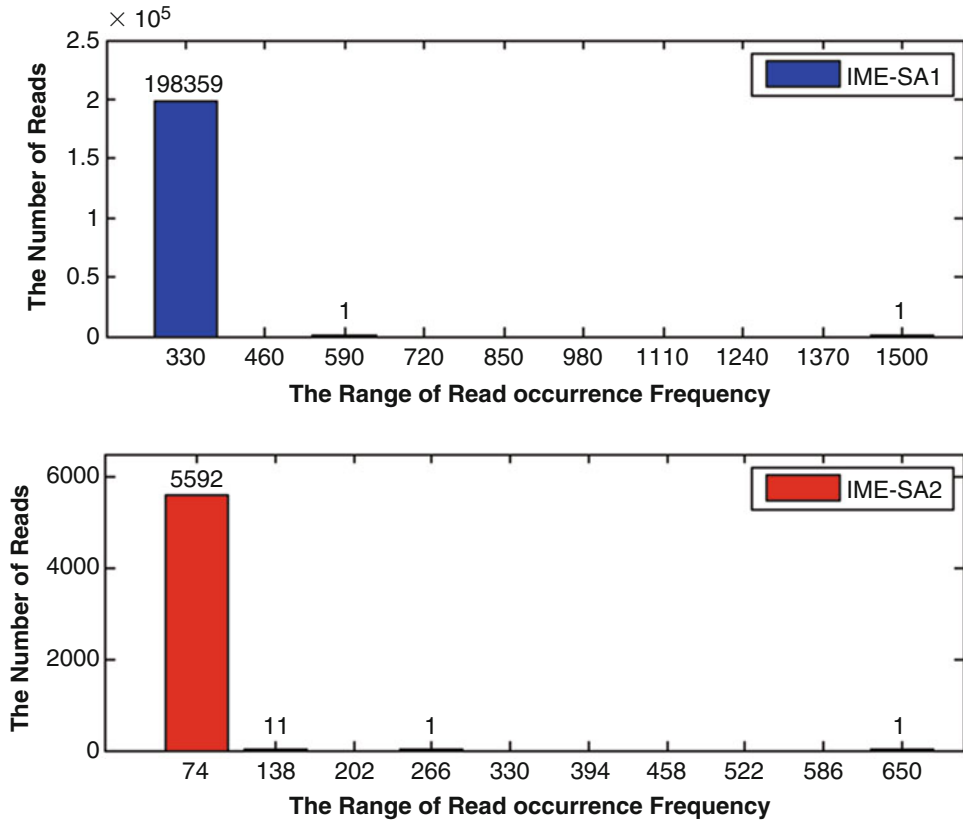 × 10⁵
2.5
2
1.5
1
0.5
0
The Number of Reads
198359
1
1
IME-SA1
330 460 590 720 850 980 1110 1240 1370 1500
The Range of Read occurrence Frequency
6000
4000
2000
0
The Number of Reads
5592
11
1
1
IME-SA2
74 138 202 266 330 394 458 522 586 650
The Range of Read occurrence Frequency